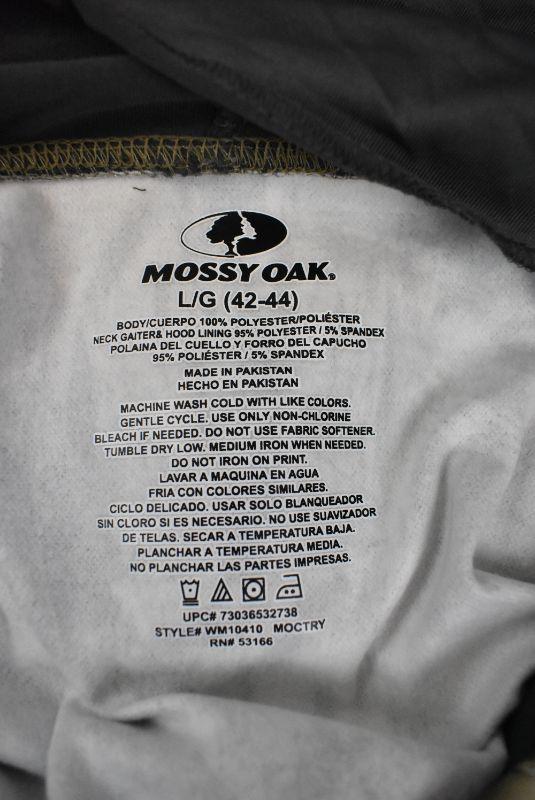 MOSSY OAK®
L/G (42-44)
BODY/CUERPO 100% POLYESTER/POLIÉSTER
NECK GAITER& HOOD LINING 95% POLYESTER / 5% SPANDEX
POLAINA DEL CUELLO Y FORRO DEL CAPUCHO
95% POLIÉSTER / 5% SPANDEX
MADE IN PAKISTAN
HECHO EN PAKISTAN
MACHINE WASH COLD WITH LIKE COLORS.
GENTLE CYCLE. USE ONLY NON-CHLORINE
BLEACH IF NEEDED. DO NOT USE FABRIC SOFTENER.
TUMBLE DRY LOW. MEDIUM IRON WHEN NEEDED.
DO NOT IRON ON PRINT.
LAVAR A MAQUINA EN AGUA
FRIA CON COLORES SIMILARES.
CICLO DELICADO. USAR SOLO BLANQUEADOR
SIN CLORO SI ES NECESARIO. NO USE SUAVIZADOR
DE TELAS. SECAR A TEMPERATURA BAJA.
PLANCHAR A TEMPERATURA MEDIA.
NO PLANCHAR LAS PARTES IMPRESAS.
UPC# 73036532738
STYLE# WM10410 MOCTRY
RN# 53166